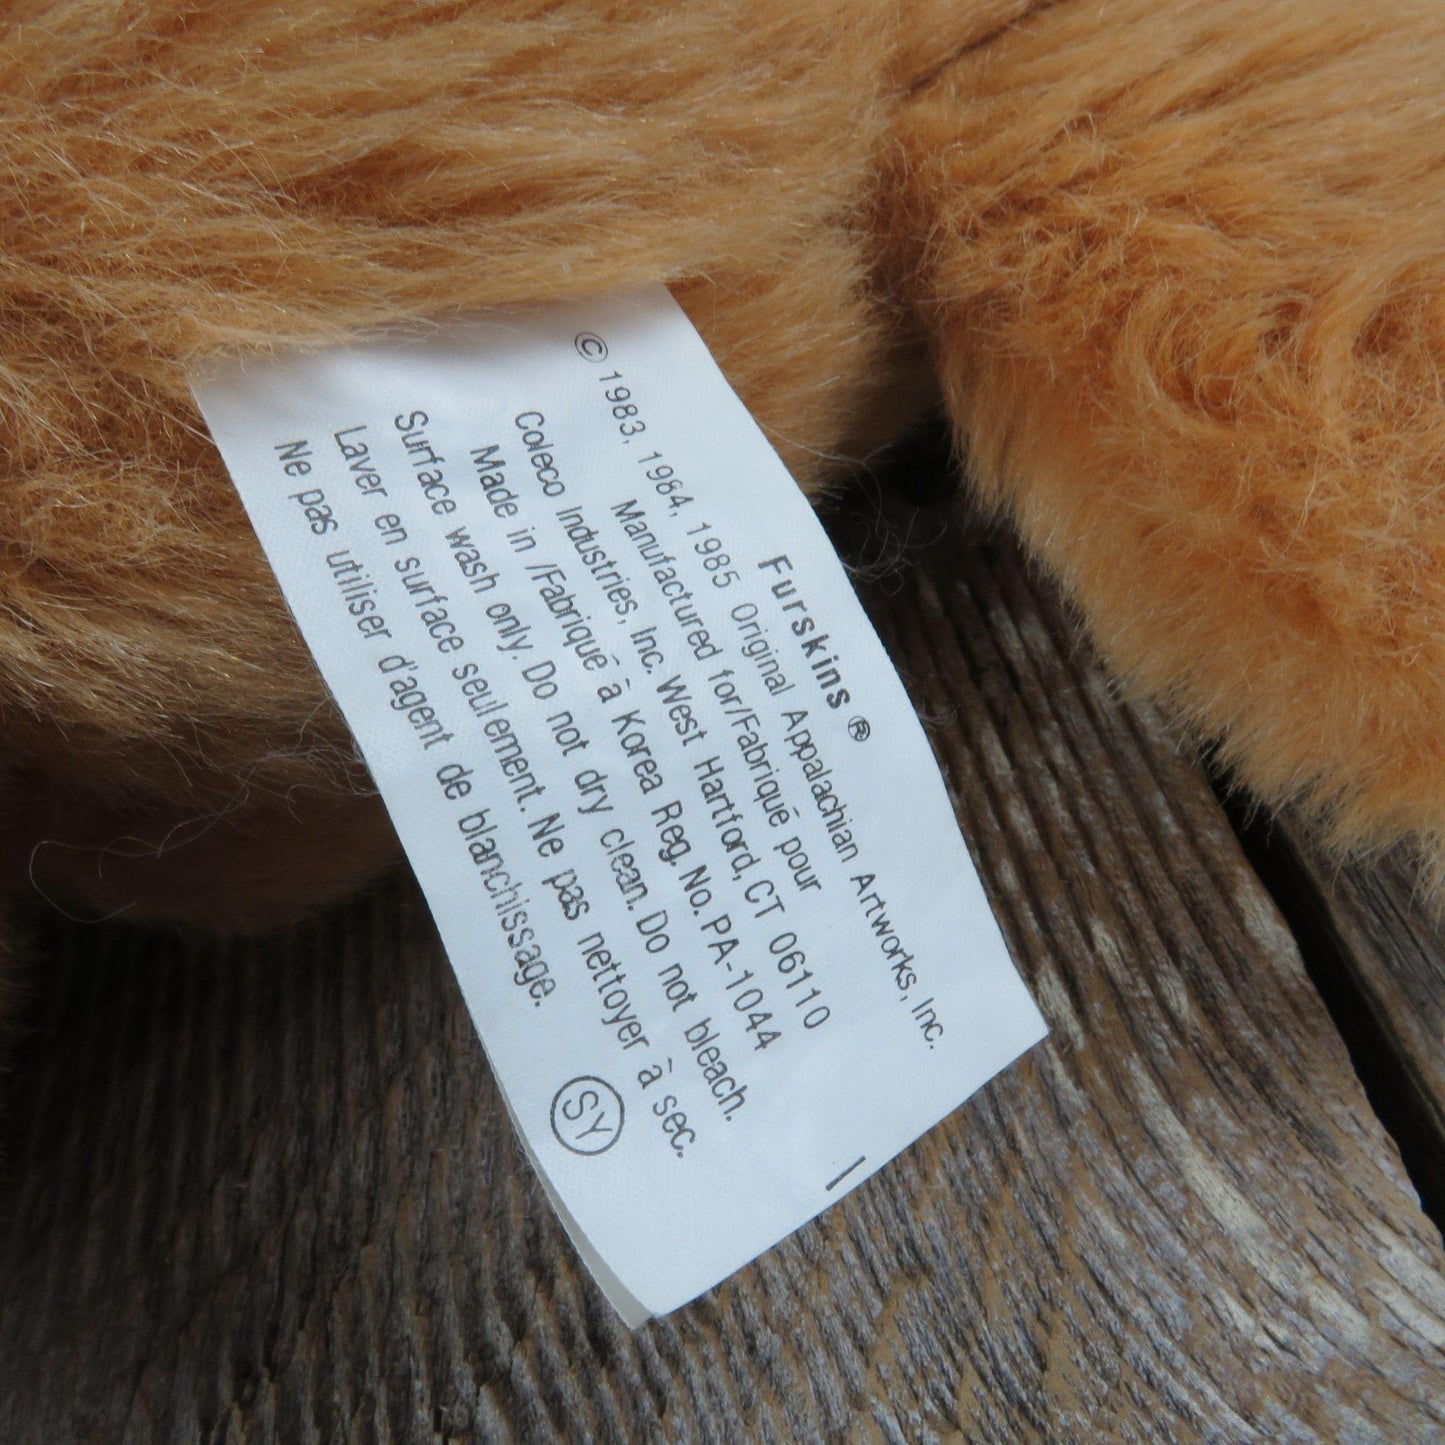 Furskins ®
© 1983, 1984, 1985 Original Appalachian Artworks, Inc.
Manufactured for/Fabriqué pour
Coleco Industries, Inc. West Hartford, CT 06110
Made in /Fabriqué à Korea Reg. No. PA-1044
Surface wash only. Do not dry clean. Do not bleach.
Laver en surface seulement. Ne pas nettoyer à sec.
Ne pas utiliser d'agent de blanchissage.
SY